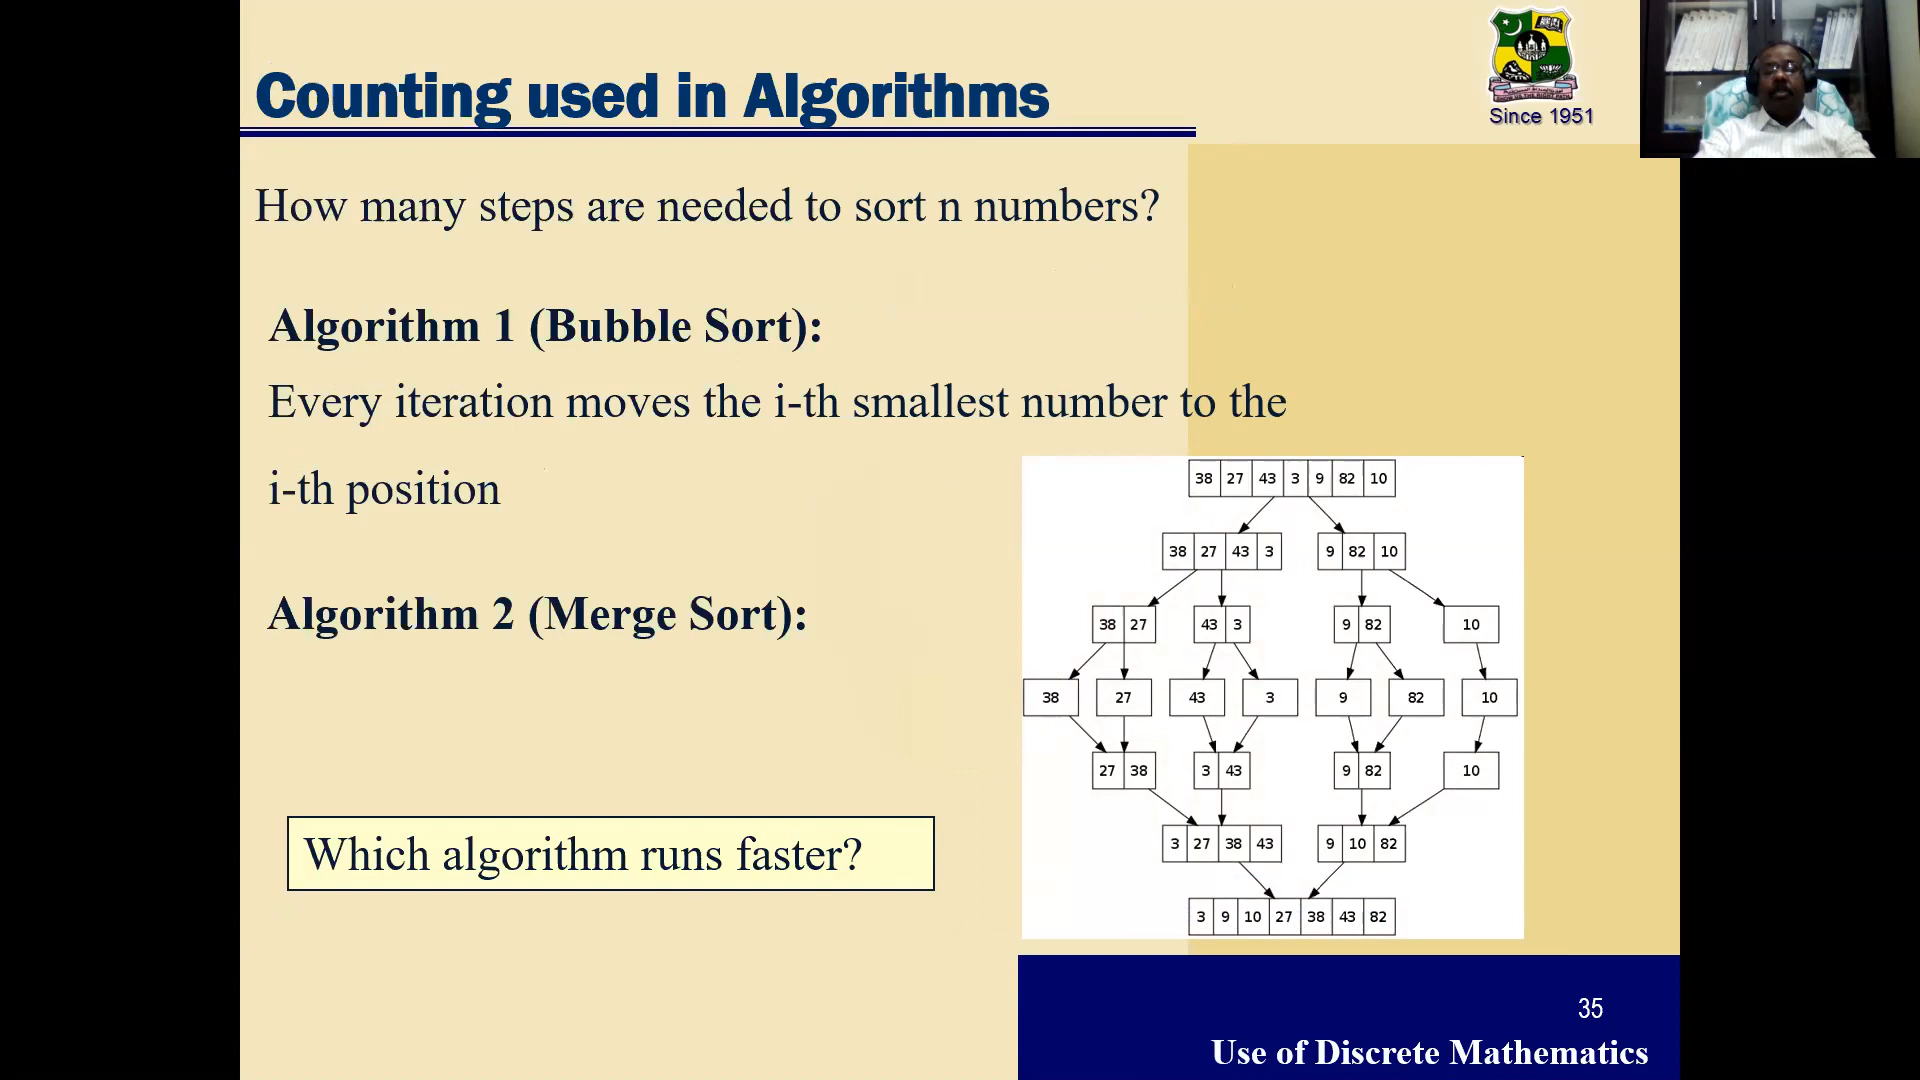 Counting used in Algorithms
Since 1951
How many steps are needed to sort n numbers?
Algorithm 1 (Bubble Sort):
Every iteration moves the i-th smallest number to the
i-th position
Algorithm 2 (Merge Sort):
Which algorithm runs faster?
38 27 43 3 9 82 10
38 27 43 3 9 82 10
38 27 43 3 9 82 10
38 27 43 3 9 82 10
27 38 3 43 9 82 10
3 27 38 43 9 10 82
3 9 10 27 38 43 82
35
Use of Discrete Mathematics